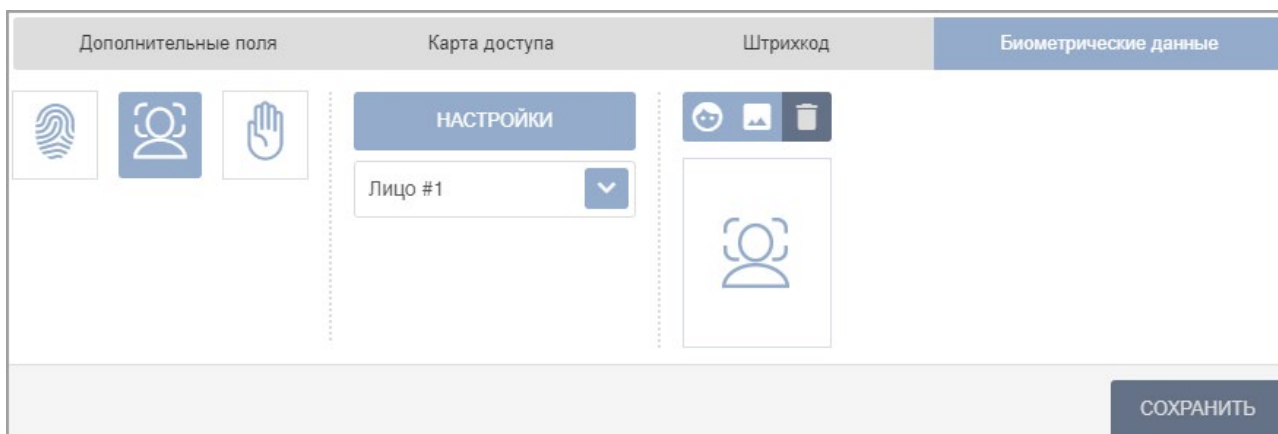 Дополнительные поля
Карта доступа
Штрихкод
Биометрические данные
НАСТРОЙКИ
Лицо #1
СОХРАНИТЬ